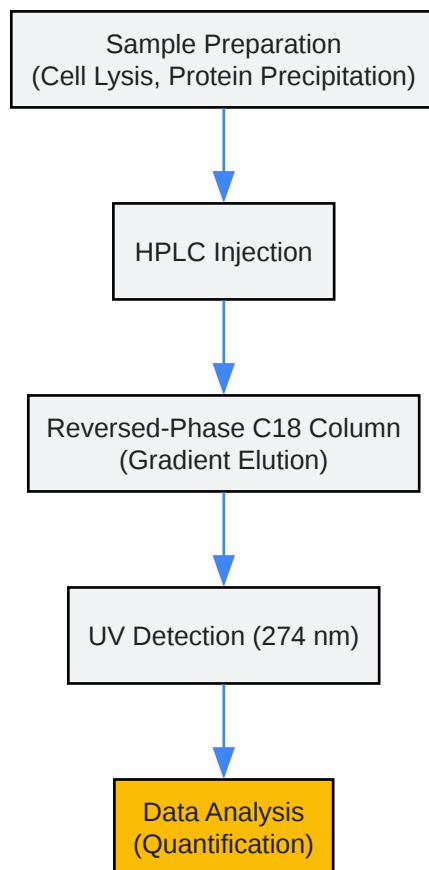 Sample Preparation
(Cell Lysis, Protein Precipitation)
HPLC Injection
Reversed-Phase C18 Column
(Gradient Elution)
UV Detection (274 nm)
Data Analysis
(Quantification)